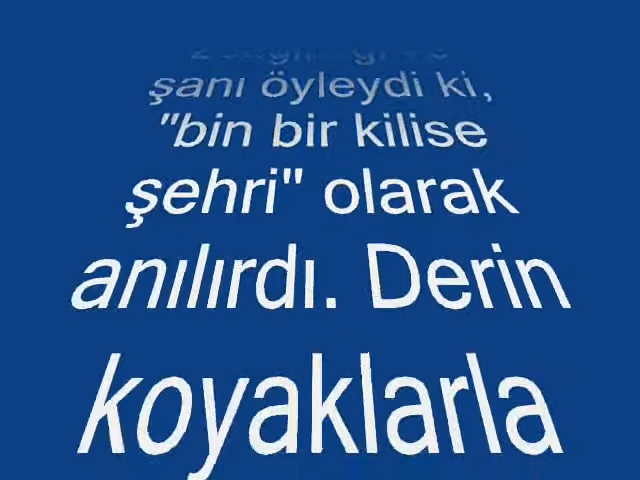 şanı öyleydi ki,
"bin bir kilise
şehri" olarak
anılırdı. Derin
koyaklarla